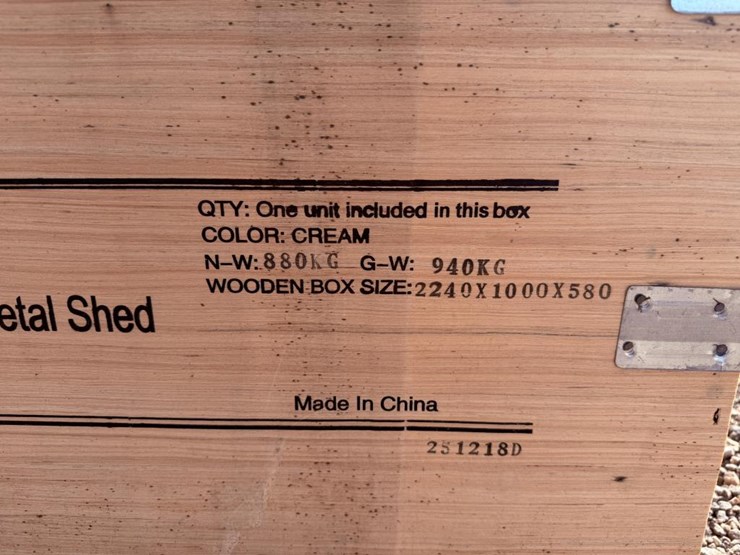 QTY: One unit included in this box
COLOR: CREAM
N-W:880KG G-W: 940KG
WOODEN BOX SIZE:2240X1000X580
etal Shed
Made In China
251218D